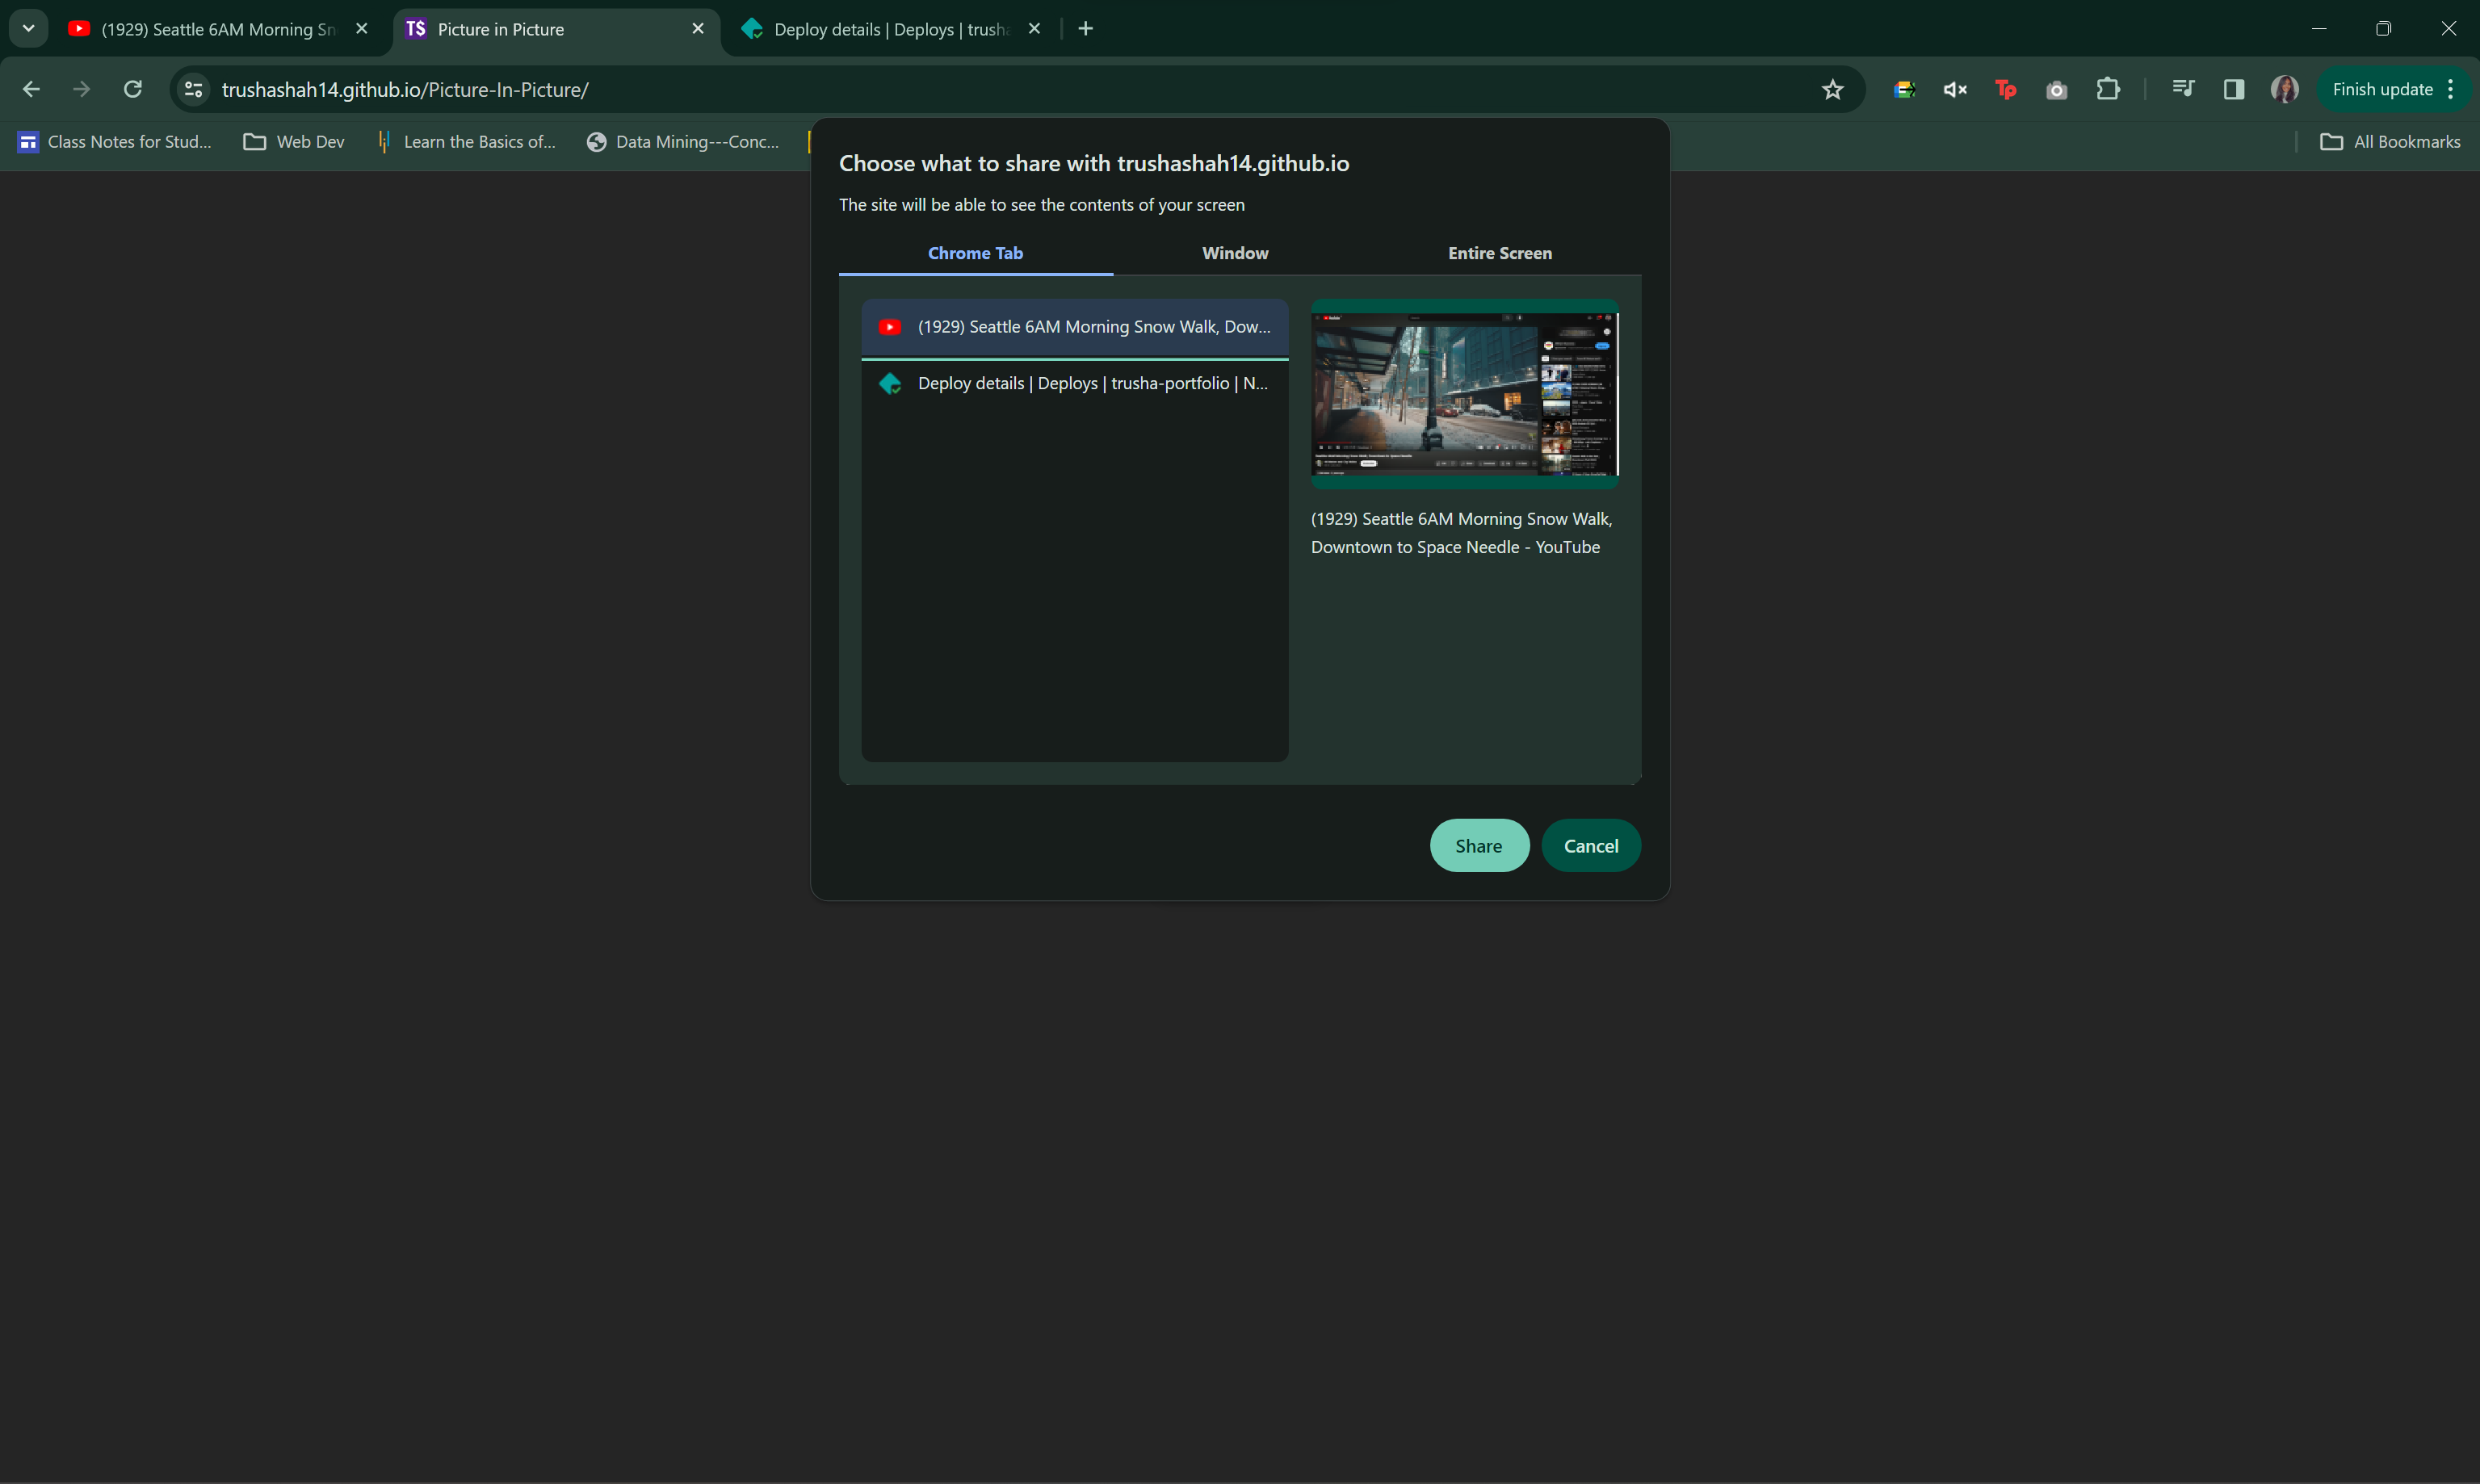 (1929) Seattle 6AM Morning Sn
T$ Picture in Picture
Deploy details | Deploys | trusha
trushashah14.github.io/Picture-In-Picture/
Tp
Finish update
Class Notes for Stud...
Web Dev
Learn the Basics of...
Data Mining---Conc...
All Bookmarks
Choose what to share with trushashah14.github.io
The site will be able to see the contents of your screen
Chrome Tab
Window
Entire Screen
(1929) Seattle 6AM Morning Snow Walk, Dow...
Deploy details | Deploys | trusha-portfolio | N...
(1929) Seattle 6AM Morning Snow Walk,
Downtown to Space Needle - YouTube
Share
Cancel